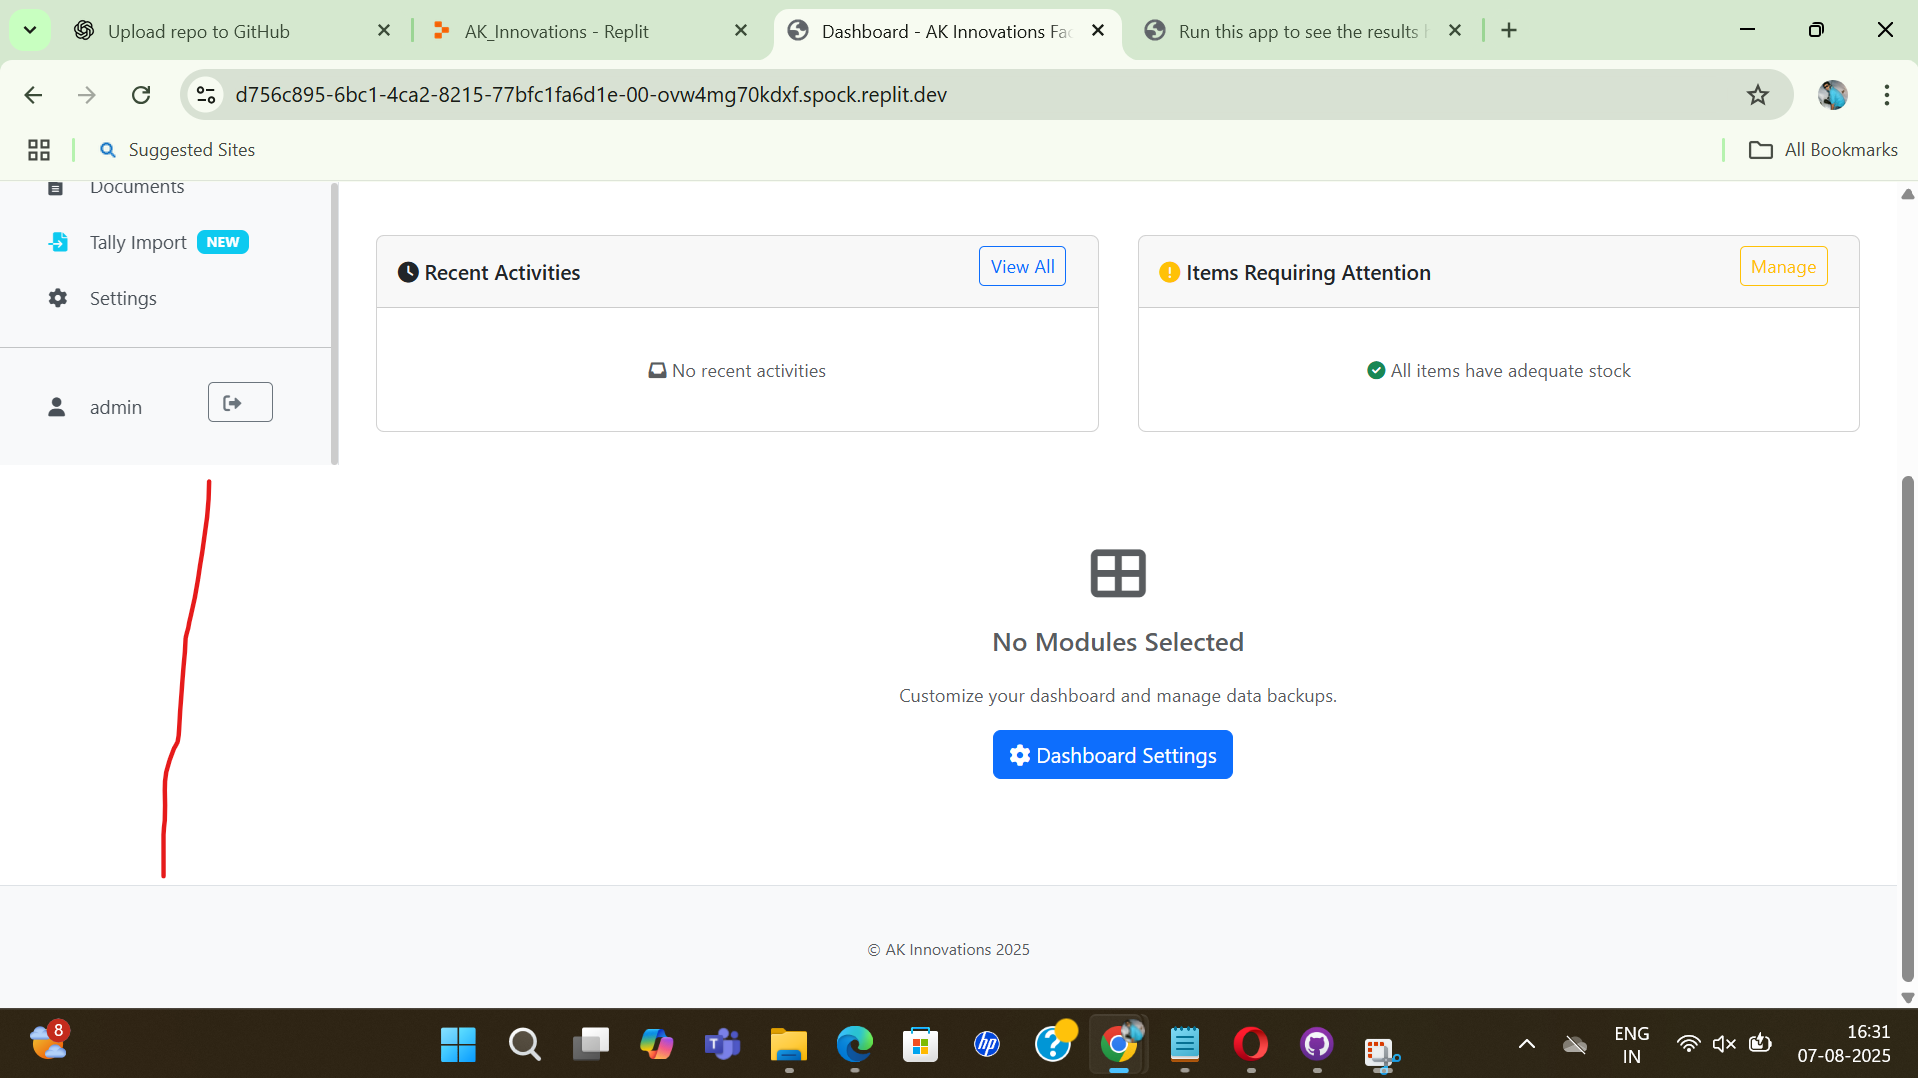 Upload repo to GitHub
AK_Innovations - Replit
Dashboard - AK Innovations Fac
Run this app to see the results
d756c895-6bc1-4ca2-8215-77bfc1fa6d1e-00-ovw4mg70kdxf.spock.replit.dev
Suggested Sites
All Bookmarks
Documents
Tally Import NEW
Settings
admin
Recent Activities
View All
No recent activities
Items Requiring Attention
Manage
All items have adequate stock
No Modules Selected
Customize your dashboard and manage data backups.
Dashboard Settings
© AK Innovations 2025
8
hp
ENG
IN
16:31
07-08-2025